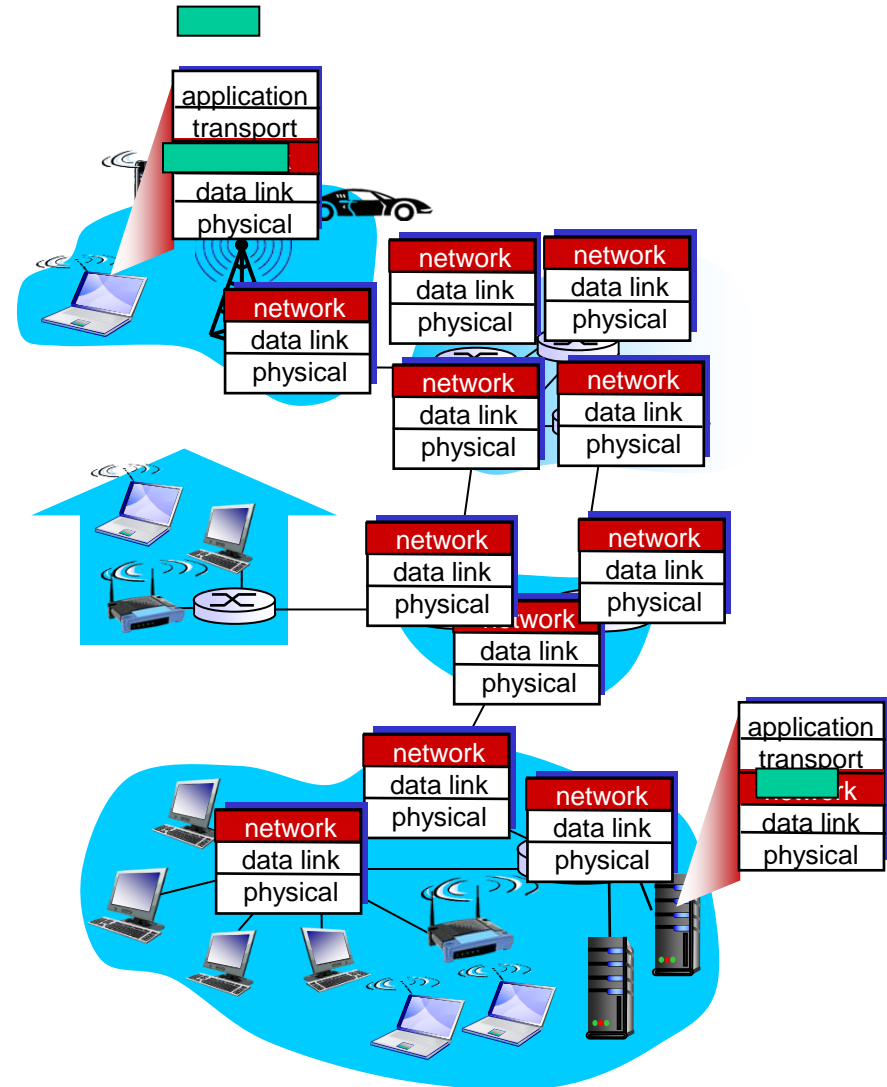 application
transport
data link
physical
network
data link
physical
network
data link
physical
network
data link
physical
network
data link
physical
network
data link
physical
network
data link
physical
network
data link
physical
network
data link
physical
application
transport
network
data link
physical
network
data link
physical
network
data link
physical
network
data link
physical